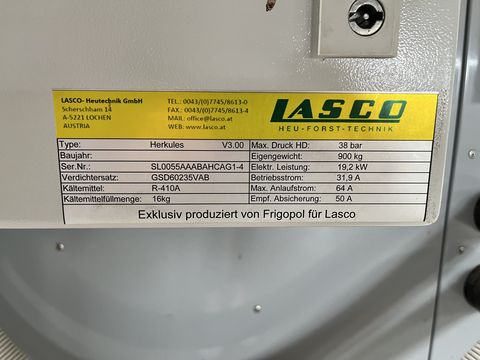 LASCO- Heutechnik GmbH
Scherschham 14
A-5221 LOCHEN
AUSTRIA
TEL.: 0043/(0)7745/8613-0
FAX.: 0043/(0)7745/8613-4
MAIL: office@lasco.at
WEB: www.lasco.at
LASCO
HEU-FORST-TECHNIK
Type: Herkules V3.00 Max. Druck HD: 38 bar
Baujahr: Eigengewicht: 900 kg
Ser.Nr.: SL0055AAABAHCAG1-4 Elektr. Leistung: 19,2 kW
Verdichtersatz: GSD60235VAB Betriebsstrom: 31,9 A
Kältemittel: R-410A Max. Anlaufstrom: 64 A
Kältemittelfüllmenge: 16kg Empf. Absicherung: 50 A
Exklusiv produziert von Frigopol für Lasco